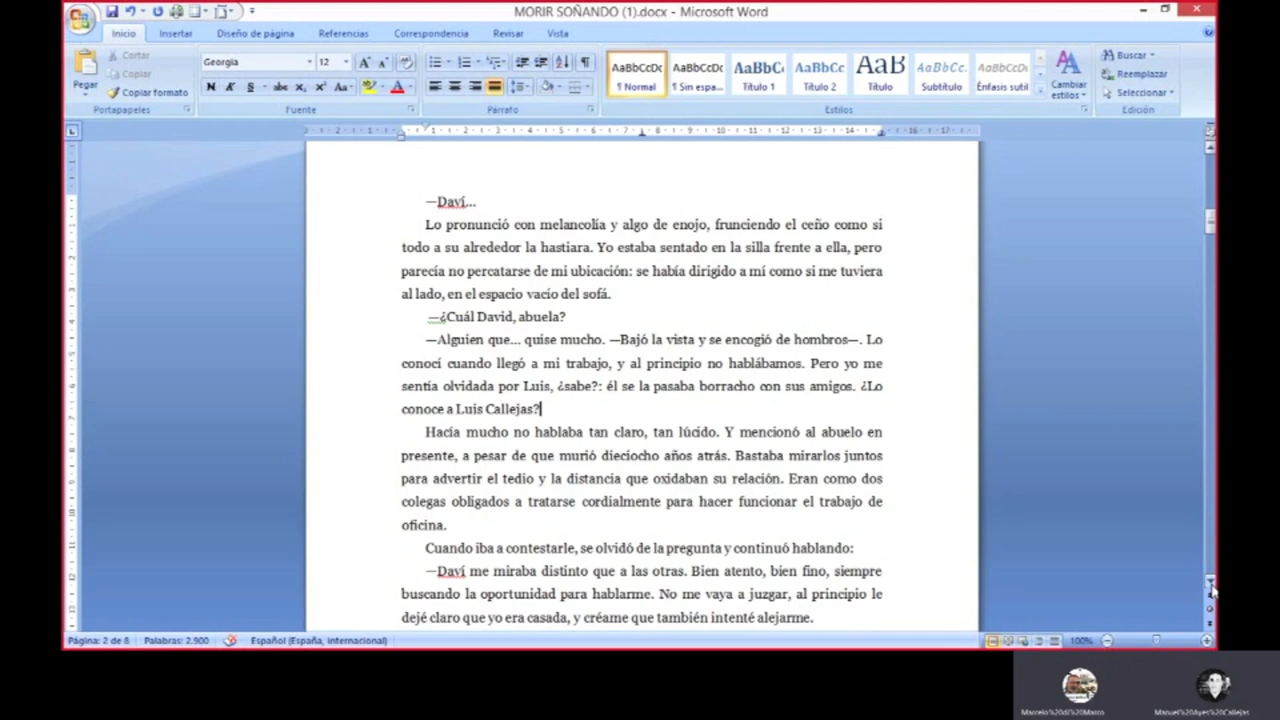 MORIR SOÑANDO (1).docx - Microsoft Word
Inicio Insertar Diseño de página Referencias Correspondencia Revisar Vista
Pegar
Cortar
Copiar
Copiar formato
Portapapeles
Georgia 12
N K S abc x₂ x² Aa
Fuente
Párrafo
AaBbCcDc AaBbCcDc AaBbC AaBbCc AaB AaBbCc. AaBbCcDc
¶ Normal ¶ Sin espa... Título 1 Título 2 Título Subtítulo Énfasis sutil
Cambiar estilos
Estilos
Buscar
Reemplazar
Seleccionar
Edición
—Daví...
Lo pronunció con melancolía y algo de enojo, frunciendo el ceño como si
todo a su alrededor la hastiara. Yo estaba sentado en la silla frente a ella, pero
parecía no percatarse de mi ubicación: se había dirigido a mí como si me tuviera
al lado, en el espacio vacío del sofá.
—¿Cuál David, abuela?
—Alguien que... quise mucho. —Bajó la vista y se encogió de hombros—. Lo
conocí cuando llegó a mi trabajo, y al principio no hablábamos. Pero yo me
sentía olvidada por Luis, ¿sabe?: él se la pasaba borracho con sus amigos. ¿Lo
conoce a Luis Callejas?
Hacía mucho no hablaba tan claro, tan lúcido. Y mencionó al abuelo en
presente, a pesar de que murió dieciocho años atrás. Bastaba mirarlos juntos
para advertir el tedio y la distancia que oxidaban su relación. Eran como dos
colegas obligados a tratarse cordialmente para hacer funcionar el trabajo de
oficina.
Cuando iba a contestarle, se olvidó de la pregunta y continuó hablando:
—Daví me miraba distinto que a las otras. Bien atento, bien fino, siempre
buscando la oportunidad para hablarme. No me vaya a juzgar, al principio le
dejé claro que yo era casada, y créame que también intenté alejarme.
Página: 2 de 8 Palabras: 2.900 Español (España, internacional) 100%
Marcelo%20di%20Marco Manuel%20Ayes%20Callejas